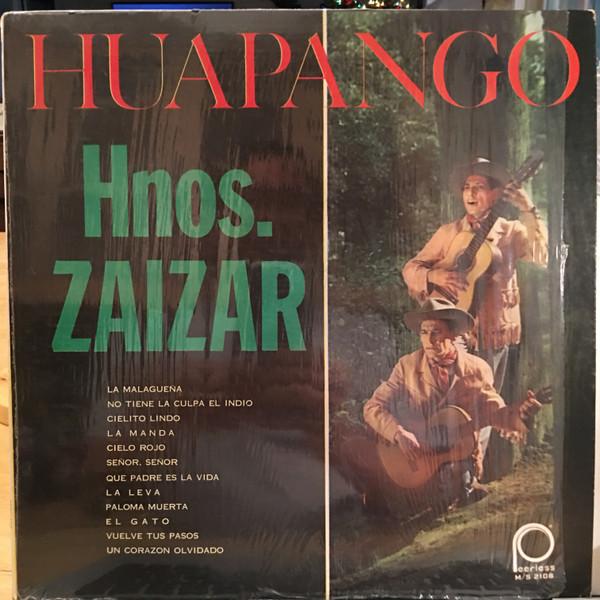 HUAPANGO
Hnos.
ZAIZAR
LA MALAGUEÑA
NO TIENE LA CULPA EL INDIO
CIELITO LINDO
LA MANDA
CIELO ROJO
SEÑOR, SEÑOR
QUE PADRE ES LA VIDA
LA LEVA
PALOMA MUERTA
EL GATO
VUELVE TUS PASOS
UN CORAZON OLVIDADO
Peerless
M/S 2108